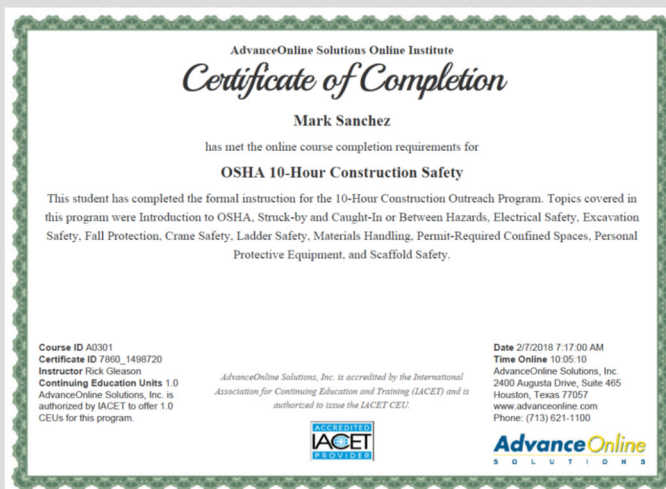 AdvanceOnline Solutions Online Institute
Certificate of Completion
Mark Sanchez
has met the online course completion requirements for
OSHA 10-Hour Construction Safety
This student has completed the formal instruction for the 10-Hour Construction Outreach Program. Topics covered in
this program were Introduction to OSHA, Struck-by and Caught-In or Between Hazards, Electrical Safety, Excavation
Safety, Fall Protection, Crane Safety, Ladder Safety, Materials Handling, Permit-Required Confined Spaces, Personal
Protective Equipment, and Scaffold Safety.
Course ID A0301
Certificate ID 7860_1498720
Instructor Rick Gleason
Continuing Education Units 1.0
AdvanceOnline Solutions, Inc. is
authorized by IACET to offer 1.0
CEUs for this program.
AdvanceOnline Solutions, Inc. is accredited by the International
Association for Continuing Education and Training (IACET) and is
authorized to issue the IACET CEU.
ACCREDITED
IACET
PROVIDER
Date 2/7/2018 7:17:00 AM
Time Online 10:05:10
AdvanceOnline Solutions, Inc.
2400 Augusta Drive, Suite 465
Houston, Texas 77057
www.advanceonline.com
Phone: (713) 621-1100
AdvanceOnline
SOLUTIONS